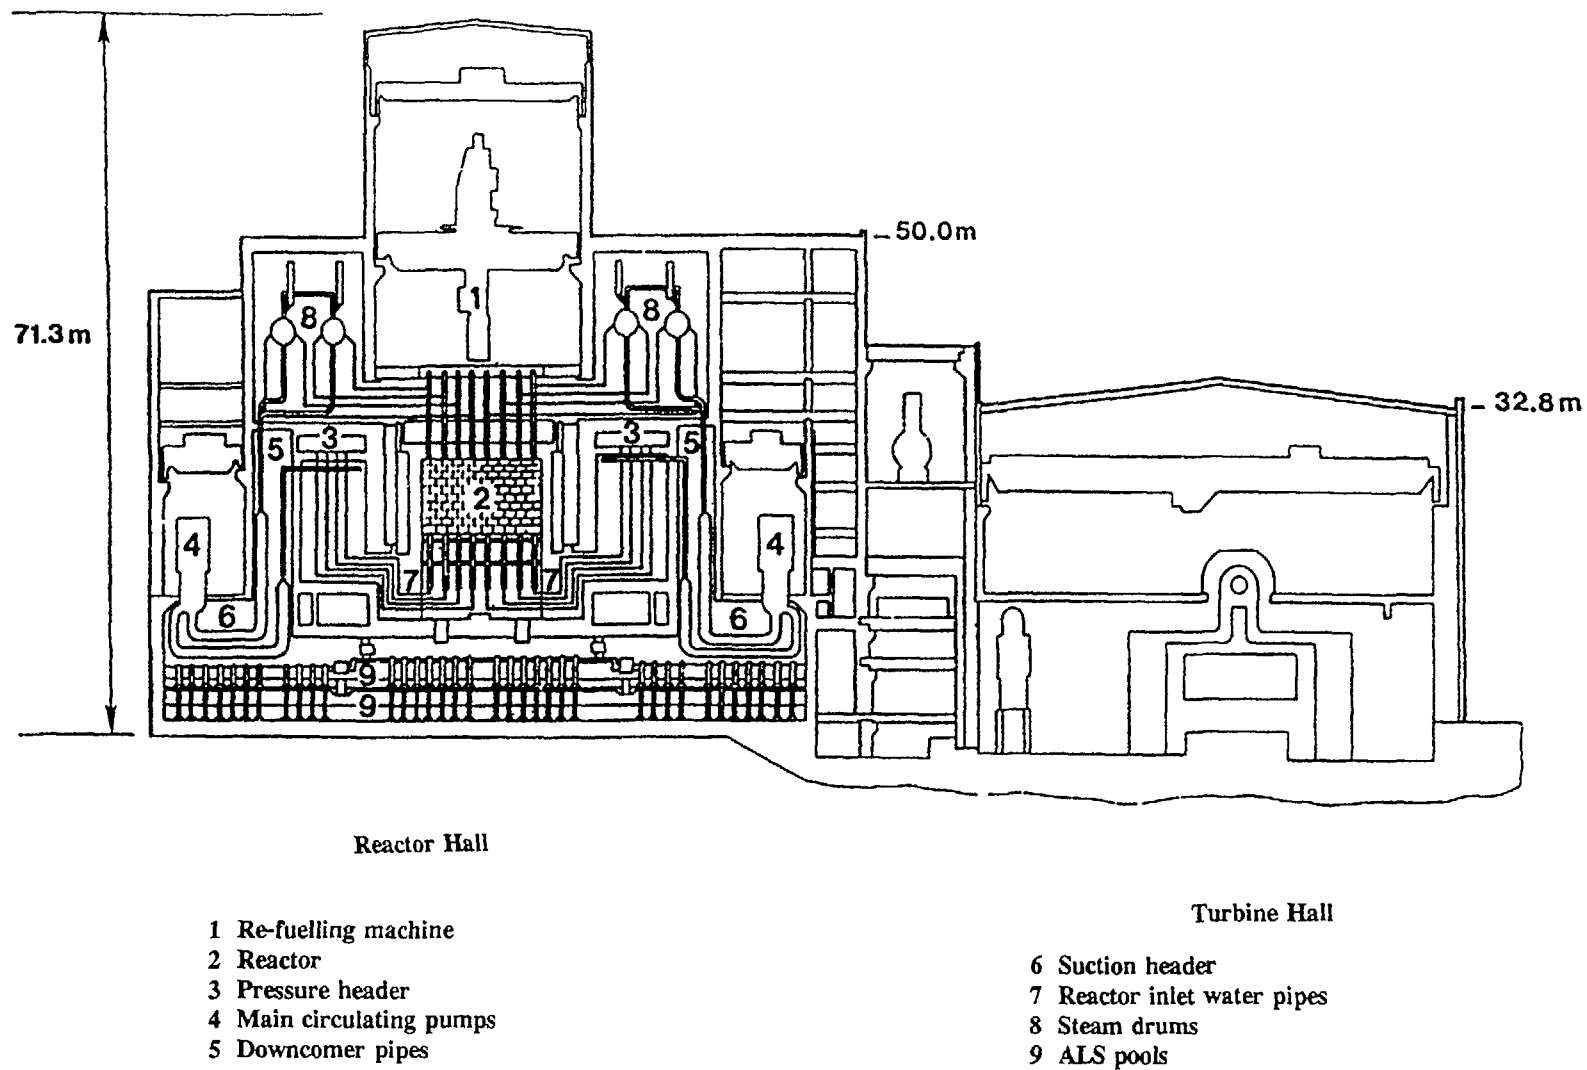 50.0m
71.3m
32.8m
1
8
8
5
3
3
5
2
4
4
7
7
6
6
9
9
Reactor Hall
1 Re-fuelling machine
2 Reactor
3 Pressure header
4 Main circulating pumps
5 Downcomer pipes
Turbine Hall
6 Suction header
7 Reactor inlet water pipes
8 Steam drums
9 ALS pools